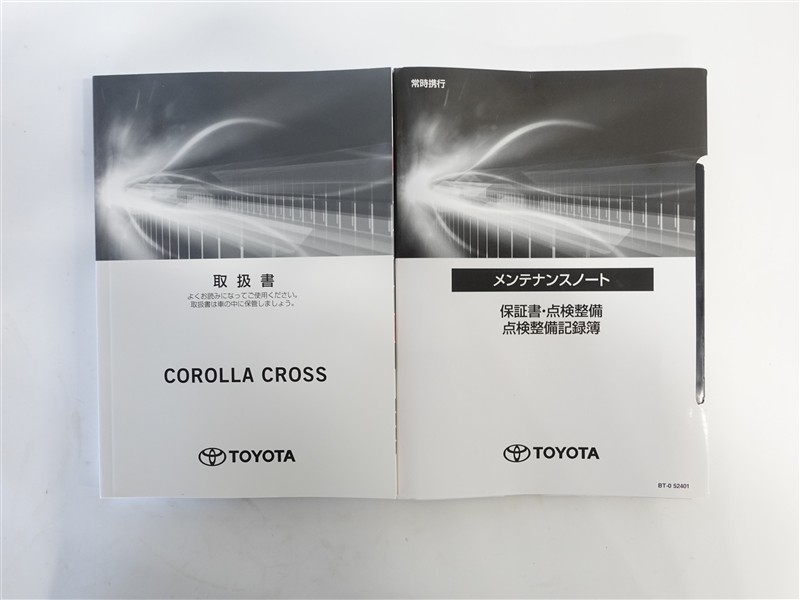 取扱書
よくお読みになってご使用ください。
取扱書は車の中に保管しましょう。
COROLLA CROSS
TOYOTA
常時携行
メンテナンスノート
保証書・点検整備
点検整備記録簿
TOYOTA
BT-0 52401